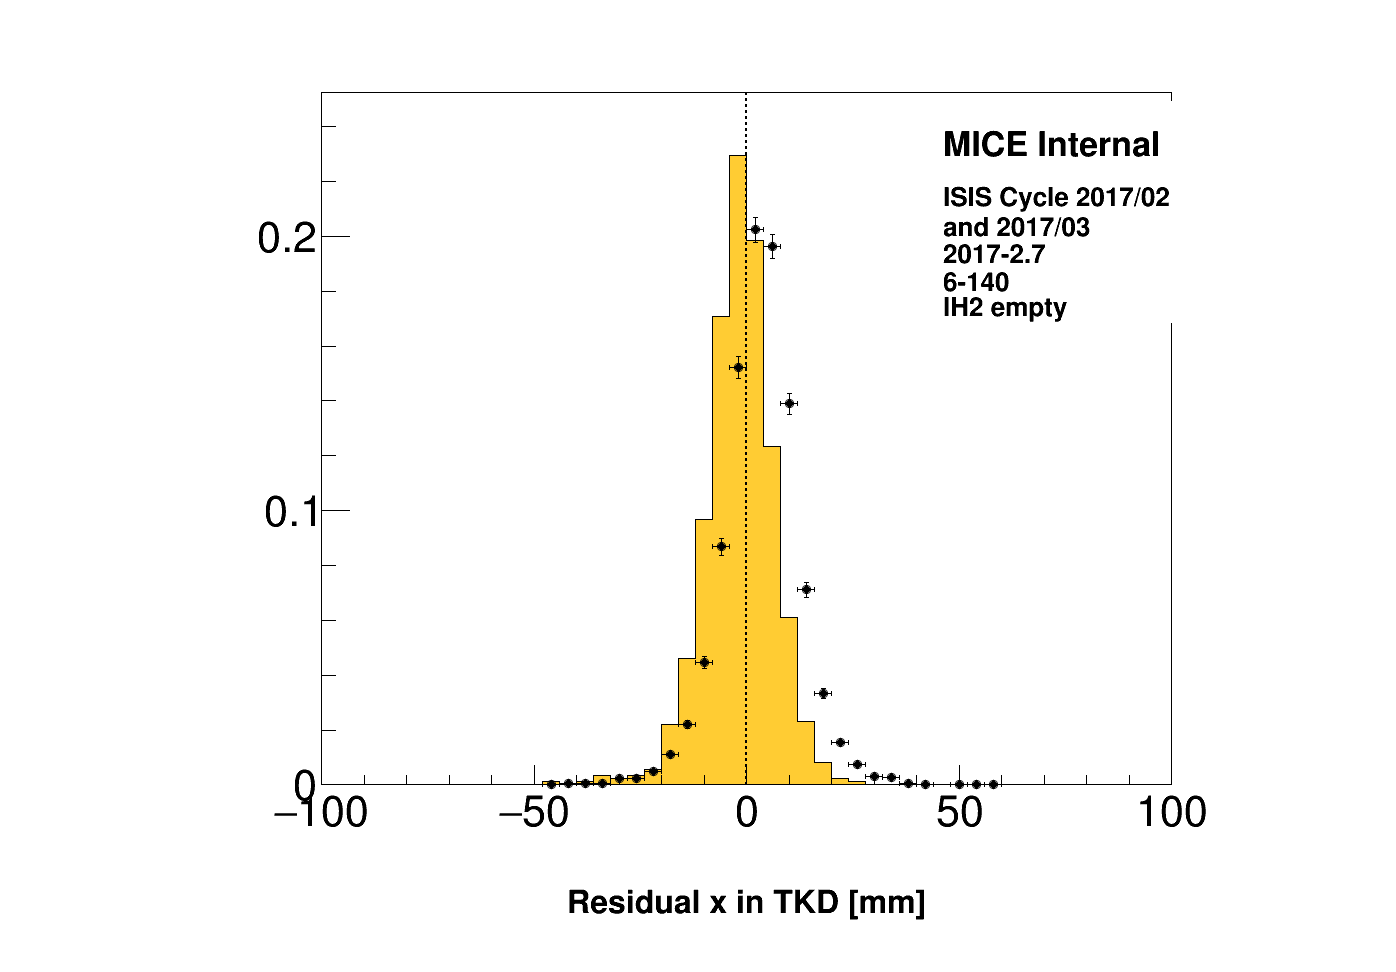 MICE Internal
ISIS Cycle 2017/02
and 2017/03
2017-2.7
6-140
lH2 empty
0.2
0.1
0
−100 −50 0 50 100
Residual x in TKD [mm]